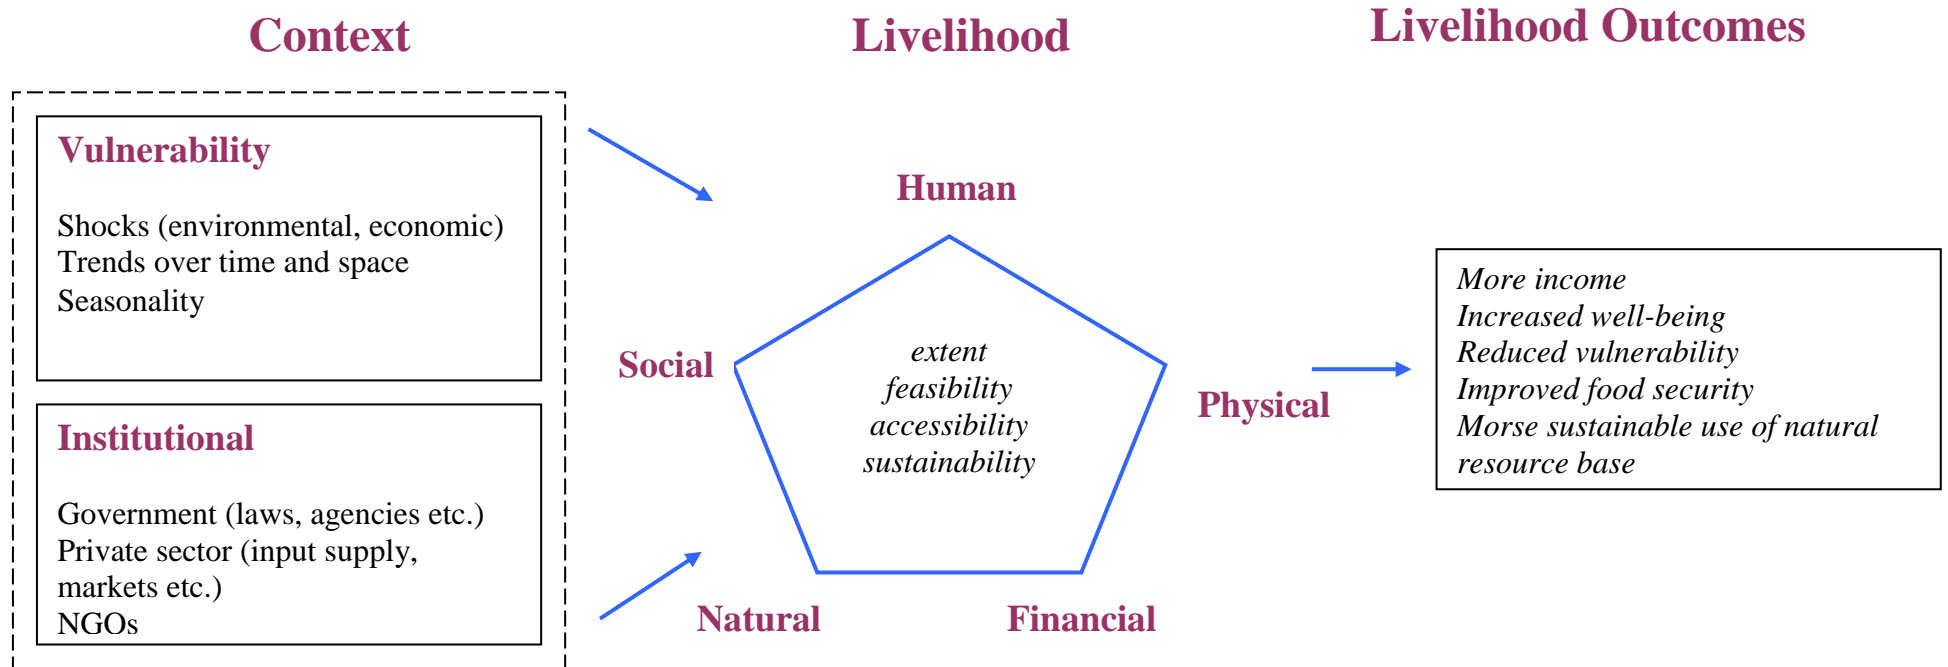 Context
Livelihood
Livelihood Outcomes
Vulnerability
Shocks (environmental, economic)
Trends over time and space
Seasonality
Institutional
Government (laws, agencies etc.)
Private sector (input supply,
markets etc.)
NGOs
Human
Social
Physical
Natural
Financial
extent
feasibility
accessibility
sustainability
More income
Increased well-being
Reduced vulnerability
Improved food security
Morse sustainable use of natural
resource base